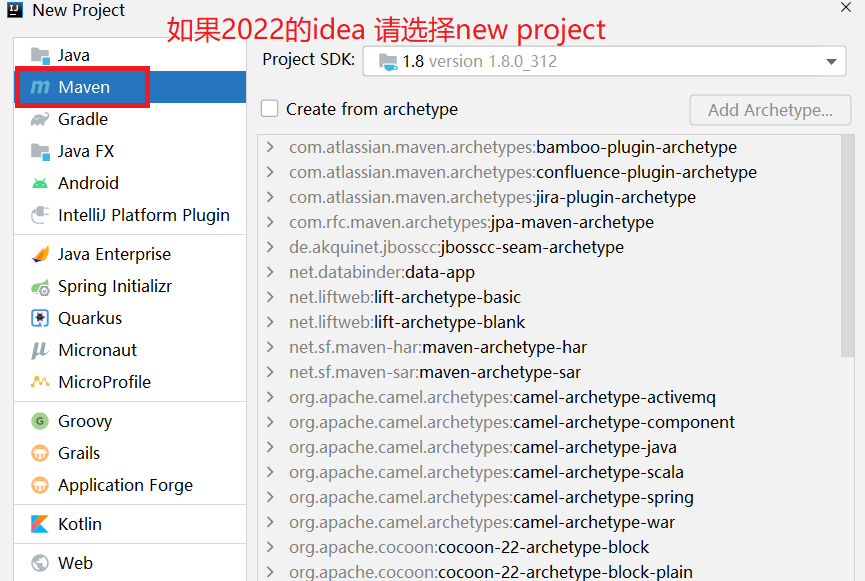 New Project
如果2022的idea 请选择new project
Java
Maven
Gradle
Java FX
Android
IntelliJ Platform Plugin
Java Enterprise
Spring Initializr
Quarkus
Micronaut
MicroProfile
Groovy
Grails
Application Forge
Kotlin
Web
Project SDK: 1.8 version 1.8.0_312
Create from archetype
Add Archetype...
com.atlassian.maven.archetypes:bamboo-plugin-archetype
com.atlassian.maven.archetypes:confluence-plugin-archetype
com.atlassian.maven.archetypes:jira-plugin-archetype
com.rfc.maven.archetypes:jpa-maven-archetype
de.akquinet.jbosscc:jbosscc-seam-archetype
net.databinder:data-app
net.liftweb:lift-archetype-basic
net.liftweb:lift-archetype-blank
net.sf.maven-har:maven-archetype-har
net.sf.maven-sar:maven-archetype-sar
org.apache.camel.archetypes:camel-archetype-activemq
org.apache.camel.archetypes:camel-archetype-component
org.apache.camel.archetypes:camel-archetype-java
org.apache.camel.archetypes:camel-archetype-scala
org.apache.camel.archetypes:camel-archetype-spring
org.apache.camel.archetypes:camel-archetype-war
org.apache.cocoon:cocoon-22-archetype-block
org.apache.cocoon:cocoon-22-archetype-block-plain